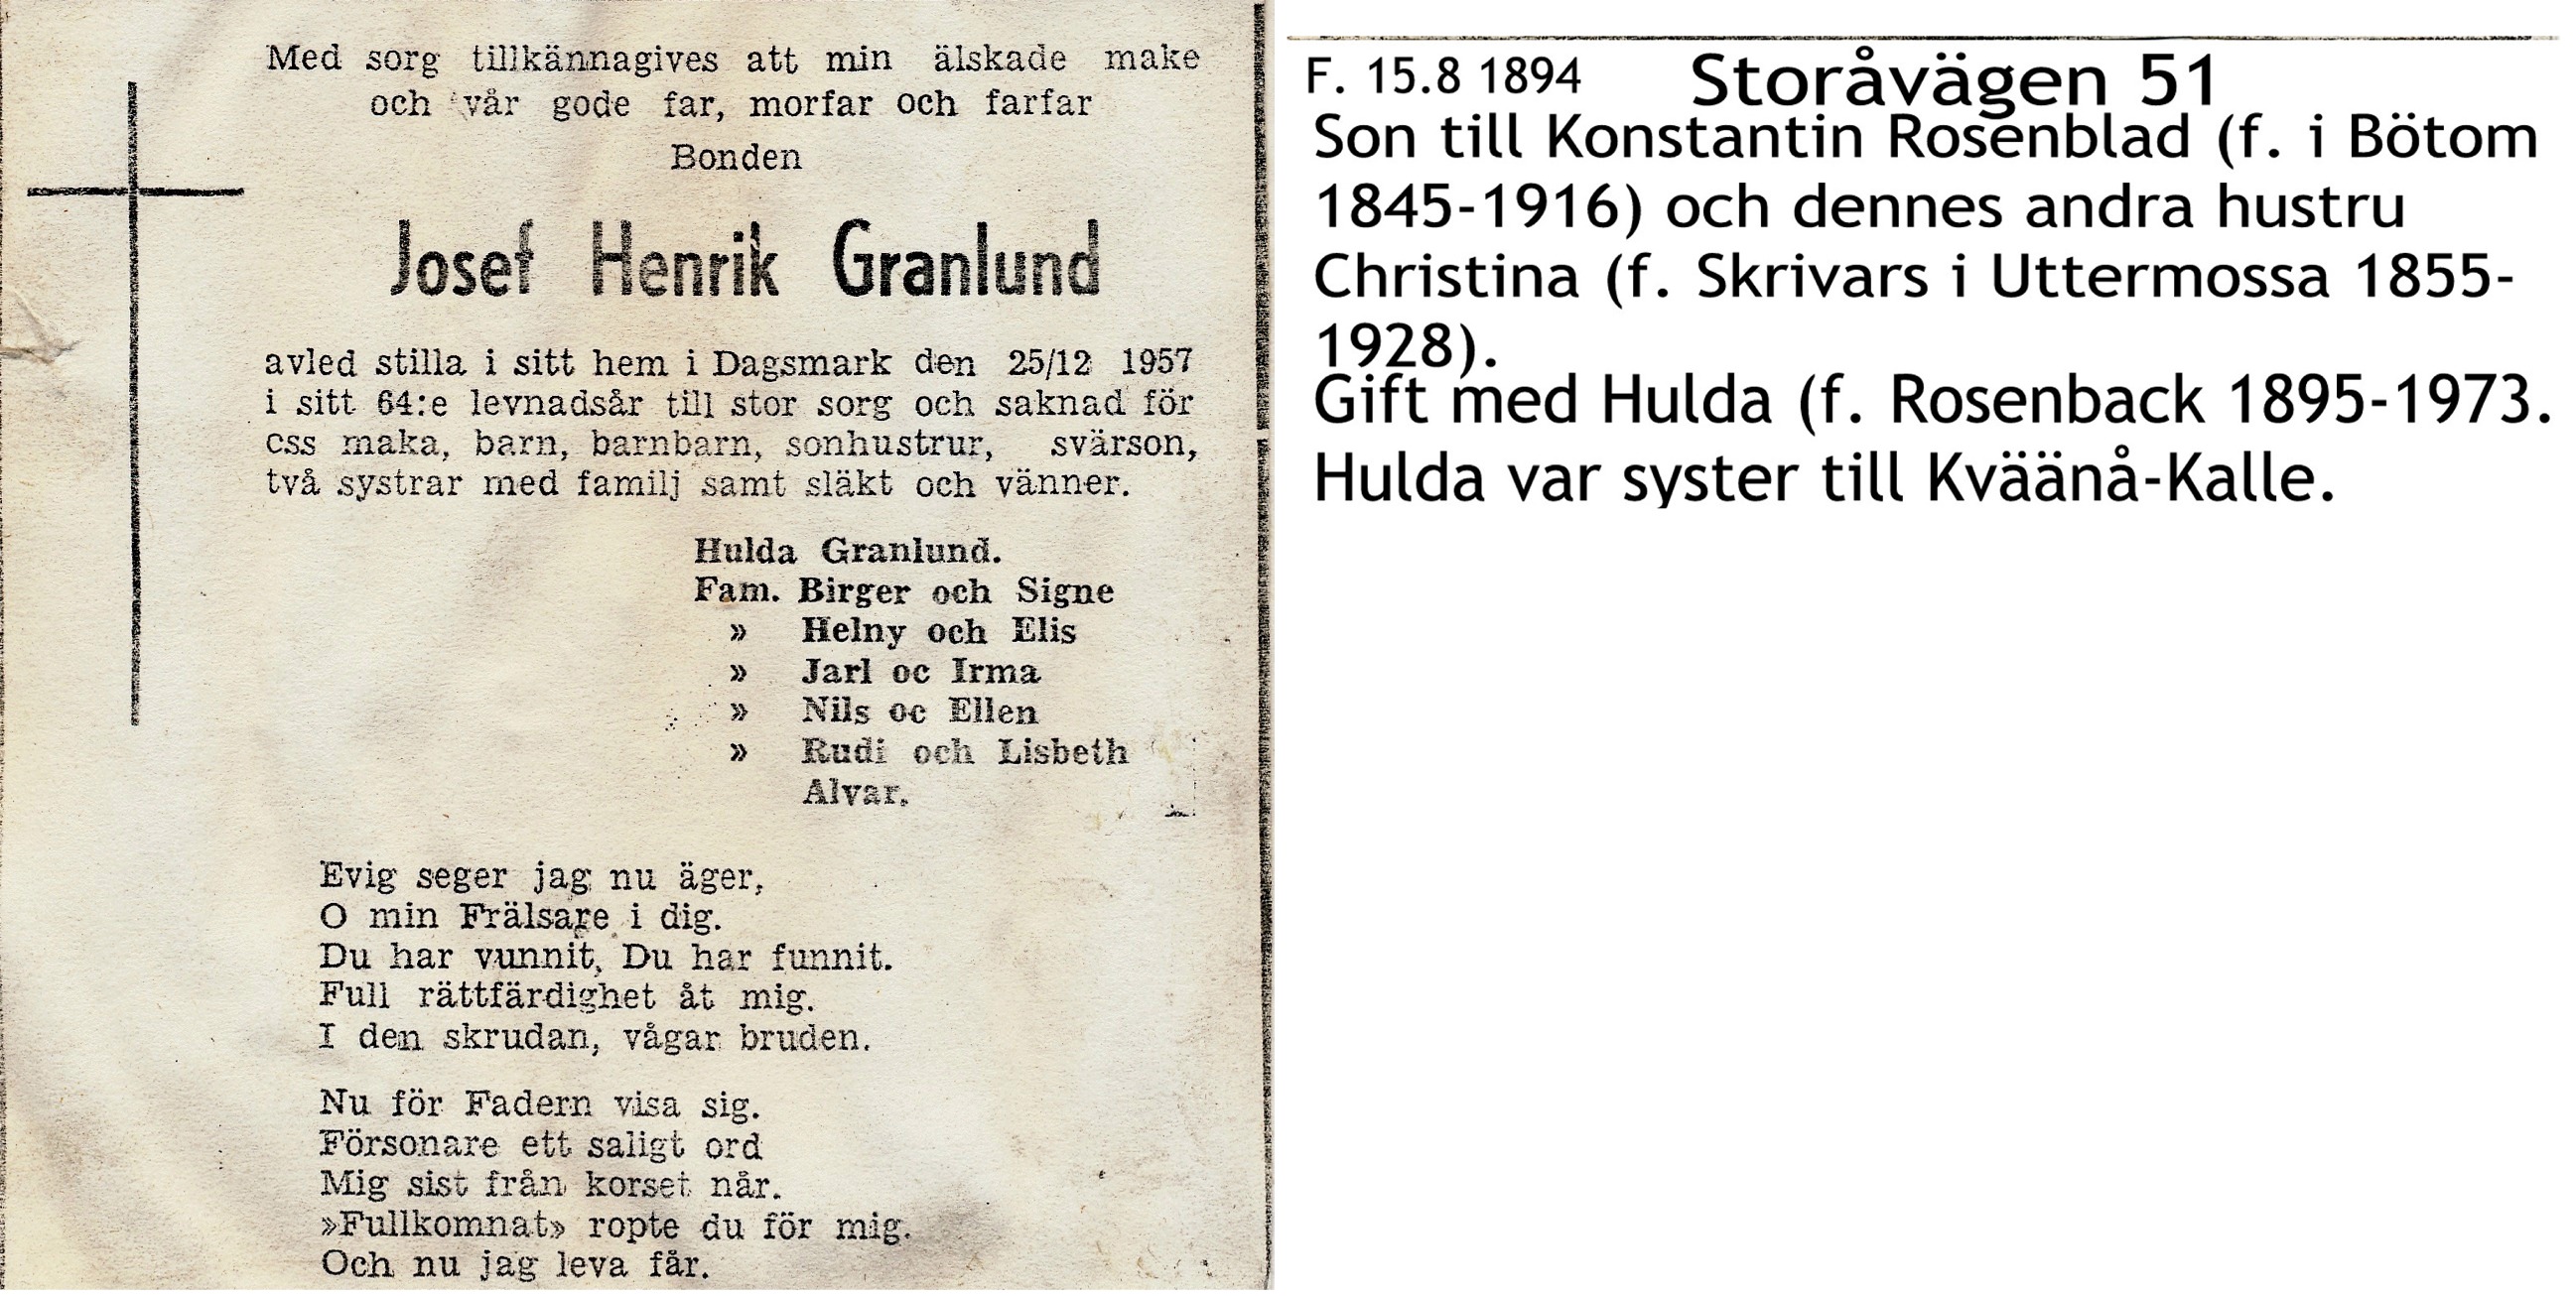 Med sorg tillkännagives att min älskade make
och vår gode far, morfar och farfar
Bonden
Josef Henrik Granlund
avled stilla i sitt hem i Dagsmark den 25/12 1957
i sitt 64:e levnadsår till stor sorg och saknad för
css maka, barn, barnbarn, sonhustrur, svärson,
två systrar med familj samt släkt och vänner.
Hulda Granlund.
Fam. Birger och Signe
» Helny och Elis
» Jarl oc Irma
» Nils oc Ellen
» Rudi och Lisbeth
Alvar.
Evig seger jag nu äger,
O min Frälsare i dig.
Du har vunnit, Du har funnit.
Full rättfärdighet åt mig.
I den skrudan, vågar bruden.
Nu för Fadern visa sig.
Försonare ett saligt ord
Mig sist från korset når.
»Fullkomnat» ropte du för mig.
Och nu jag leva får.
F. 15.8 1894 Storåvägen 51
Son till Konstantin Rosenblad (f. i Bötom
1845-1916) och dennes andra hustru
Christina (f. Skrivars i Uttermossa 1855-
1928).
Gift med Hulda (f. Rosenback 1895-1973.
Hulda var syster till Kväänå-Kalle.